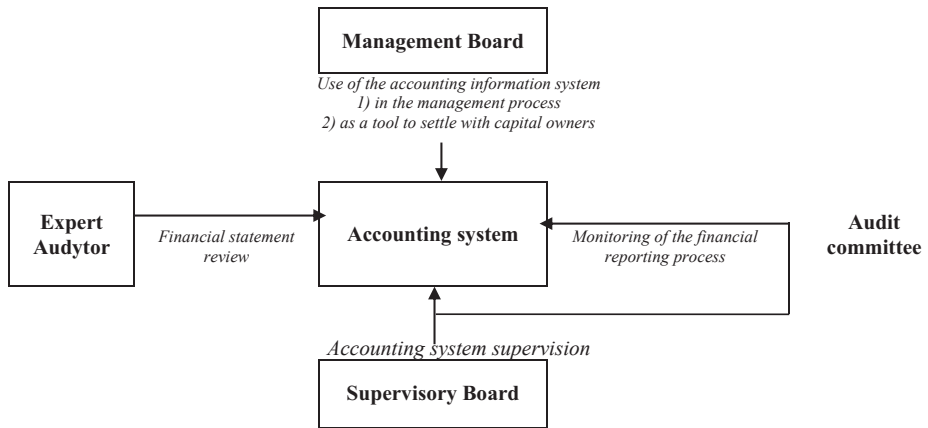 Management Board
Use of the accounting information system
1) in the management process
2) as a tool to settle with capital owners
Expert
Audytor
Financial statement
review
Accounting system
Monitoring of the financial
reporting process
Audit
committee
Accounting system supervision
Supervisory Board